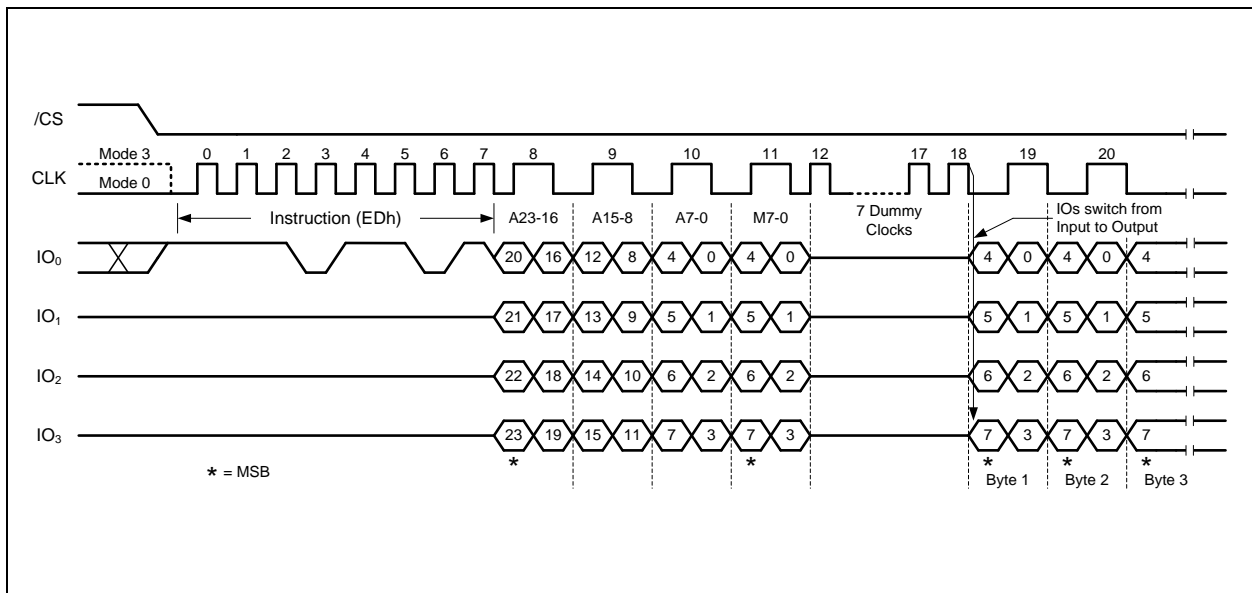 /CS
Mode 3 0 1 2 3 4 5 6 7 8 9 10 11 12 17 18 19 20
CLK Mode 0
Instruction (EDh) A23-16 A15-8 A7-0 M7-0 7 Dummy Clocks IOs switch from Input to Output
IO0 20 16 12 8 4 0 4 0 4 0 4 0 4
IO1 21 17 13 9 5 1 5 1 5 1 5 1 5
IO2 22 18 14 10 6 2 6 2 6 2 6 2 6
IO3 23 19 15 11 7 3 7 3 7 3 7 3 7
* * * * *
* = MSB Byte 1 Byte 2 Byte 3